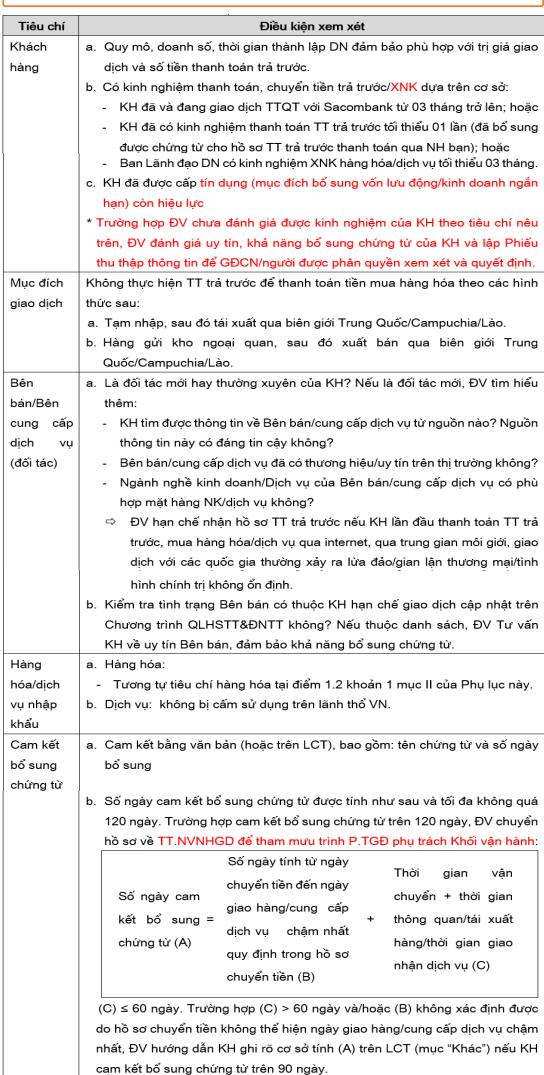 Tiêu chí
Điều kiện xem xét
Khách
hàng
a. Quy mô, doanh số, thời gian thành lập DN đảm bảo phù hợp với trị giá giao
dịch và số tiền thanh toán trả trước.
b. Có kinh nghiệm thanh toán, chuyển tiền trả trước/XNK dựa trên cơ sở:
- KH đã và đang giao dịch TTQT với Sacombank từ 03 tháng trở lên; hoặc
- KH đã có kinh nghiệm thanh toán TT trả trước tối thiểu 01 lần (đã bổ sung
được chứng từ cho hồ sơ TT trả trước thanh toán qua NH bạn); hoặc
- Ban Lãnh đạo DN có kinh nghiệm XNK hàng hóa/dịch vụ tối thiểu 03 tháng.
c. KH đã được cấp tín dụng (mục đích bổ sung vốn lưu động/kinh doanh ngắn
hạn) còn hiệu lực
* Trường hợp ĐV chưa đánh giá được kinh nghiệm của KH theo tiêu chí nêu
trên, ĐV đánh giá uy tín, khả năng bổ sung chứng từ của KH và lập Phiếu
thu thập thông tin để GĐCN/người được phân quyền xem xét và quyết định.
Mục đích
giao dịch
Không thực hiện TT trả trước để thanh toán tiền mua hàng hóa theo các hình
thức sau:
a. Tạm nhập, sau đó tái xuất qua biên giới Trung Quốc/Campuchia/Lào.
b. Hàng gửi kho ngoại quan, sau đó xuất bán qua biên giới Trung
Quốc/Campuchia/Lào.
Bên
bán/Bên
cung cấp
dịch vụ
(đối tác)
a. Là đối tác mới hay thường xuyên của KH? Nếu là đối tác mới, ĐV tìm hiểu
thêm:
- KH tìm được thông tin về Bên bán/cung cấp dịch vụ từ nguồn nào? Nguồn
thông tin này có đáng tin cậy không?
- Bên bán/cung cấp dịch vụ đã có thương hiệu/uy tín trên thị trường không?
- Ngành nghề kinh doanh/Dịch vụ của Bên bán/cung cấp dịch vụ có phù
hợp mặt hàng NK/dịch vụ không?
⇨ ĐV hạn chế nhận hồ sơ TT trả trước nếu KH lần đầu thanh toán TT trả
trước, mua hàng hóa/dịch vụ qua internet, qua trung gian môi giới, giao
dịch với các quốc gia thường xảy ra lừa đảo/gian lận thương mại/tình
hình chính trị không ổn định.
b. Kiểm tra tình trạng Bên bán có thuộc KH hạn chế giao dịch cập nhật trên
Chương trình QLHSTT&ĐNTT không? Nếu thuộc danh sách, ĐV Tư vấn
KH về uy tín Bên bán, đảm bảo khả năng bổ sung chứng từ.
Hàng
hóa/dịch
vụ nhập
khẩu
a. Hàng hóa:
- Tương tự tiêu chí hàng hóa tại điểm 1.2 khoản 1 mục II của Phụ lục này.
b. Dịch vụ: không bị cấm sử dụng trên lãnh thổ VN.
Cam kết
bổ sung
chứng từ
a. Cam kết bằng văn bản (hoặc trên LCT), bao gồm: tên chứng từ và số ngày
bổ sung
b. Số ngày cam kết bổ sung chứng từ được tính như sau và tối đa không quá
120 ngày. Trường hợp cam kết bổ sung chứng từ trên 120 ngày, ĐV chuyển
hồ sơ về TT.NVNHGD để tham mưu trình P.TGĐ phụ trách Khối vận hành:
Số ngày cam
kết bổ sung
chứng từ (A)
=
Số ngày tính từ ngày
chuyển tiền đến ngày
giao hàng/cung cấp
dịch vụ chậm nhất
quy định trong hồ sơ
chuyển tiền (B)
+
Thời gian vận
chuyển + thời gian
thông quan/tái xuất
hàng/thời gian giao
nhận dịch vụ (C)
(C) ≤ 60 ngày. Trường hợp (C) > 60 ngày và/hoặc (B) không xác định được
do hồ sơ chuyển tiền không thể hiện ngày giao hàng/cung cấp dịch vụ chậm
nhất, ĐV hướng dẫn KH ghi rõ cơ sở tính (A) trên LCT (mục "Khác") nếu KH
cam kết bổ sung chứng từ trên 90 ngày.